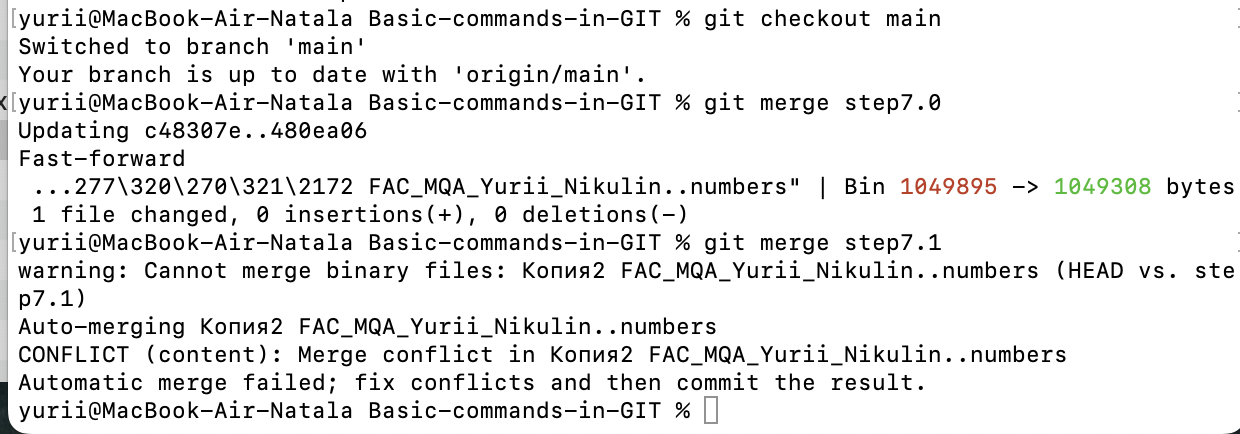 [yurii@MacBook-Air-Natala Basic-commands-in-GIT % git checkout main
Switched to branch 'main'
Your branch is up to date with 'origin/main'.
[yurii@MacBook-Air-Natala Basic-commands-in-GIT % git merge step7.0
Updating c48307e..480ea06
Fast-forward
...277\320\270\321\2172 FAC_MQA_Yurii_Nikulin..numbers" | Bin 1049895 -> 1049308 bytes
1 file changed, 0 insertions(+), 0 deletions(-)
[yurii@MacBook-Air-Natala Basic-commands-in-GIT % git merge step7.1
warning: Cannot merge binary files: Копия2 FAC_MQA_Yurii_Nikulin..numbers (HEAD vs. ste
p7.1)
Auto-merging Копия2 FAC_MQA_Yurii_Nikulin..numbers
CONFLICT (content): Merge conflict in Копия2 FAC_MQA_Yurii_Nikulin..numbers
Automatic merge failed; fix conflicts and then commit the result.
yurii@MacBook-Air-Natala Basic-commands-in-GIT %